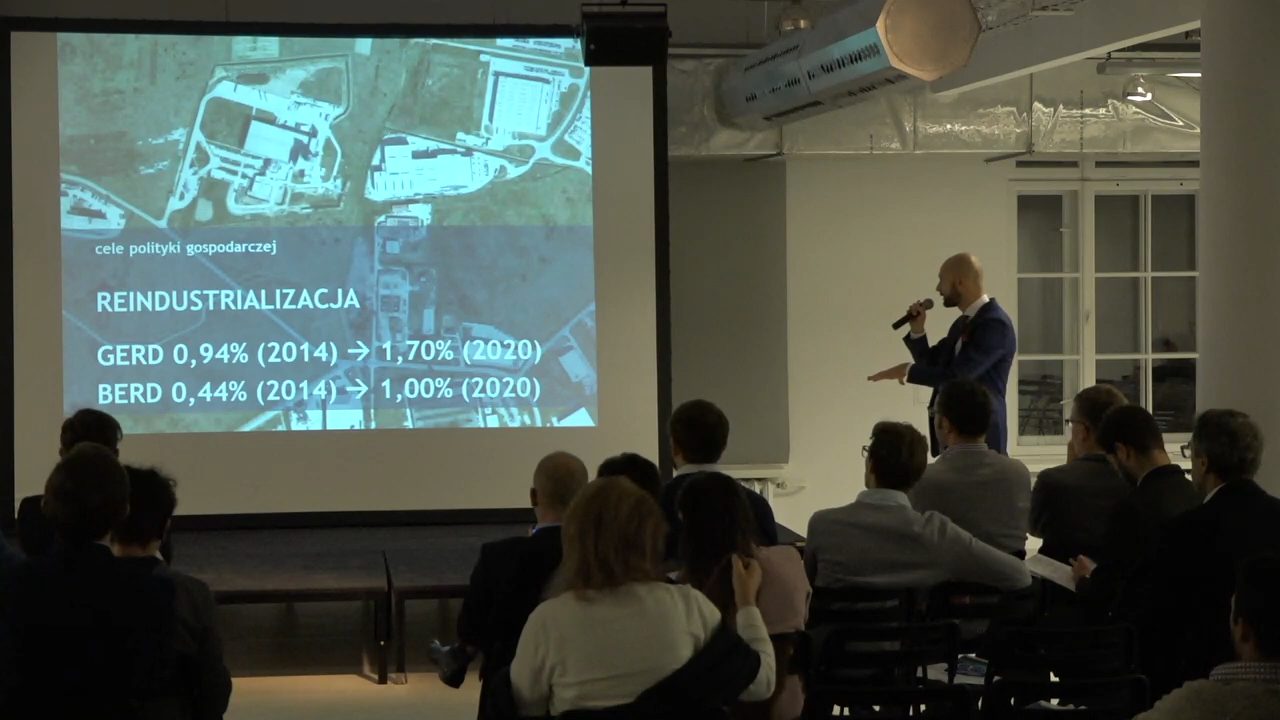 cele polityki gospodarczej
REINDUSTRIALIZACJA
GERD 0,94% (2014) → 1,70% (2020)
BERD 0,44% (2014) → 1,00% (2020)